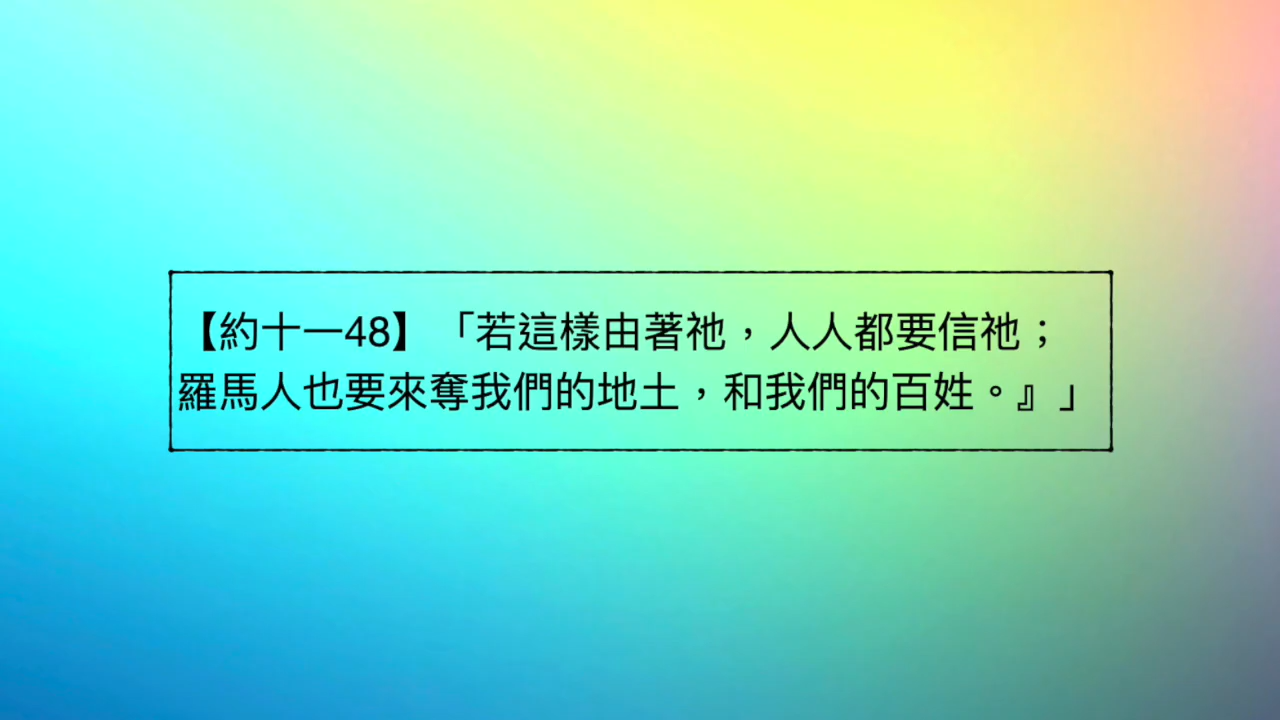 【約十一48】「若這樣由著祂，人人都要信祂；
羅馬人也要來奪我們的地土，和我們的百姓。』」